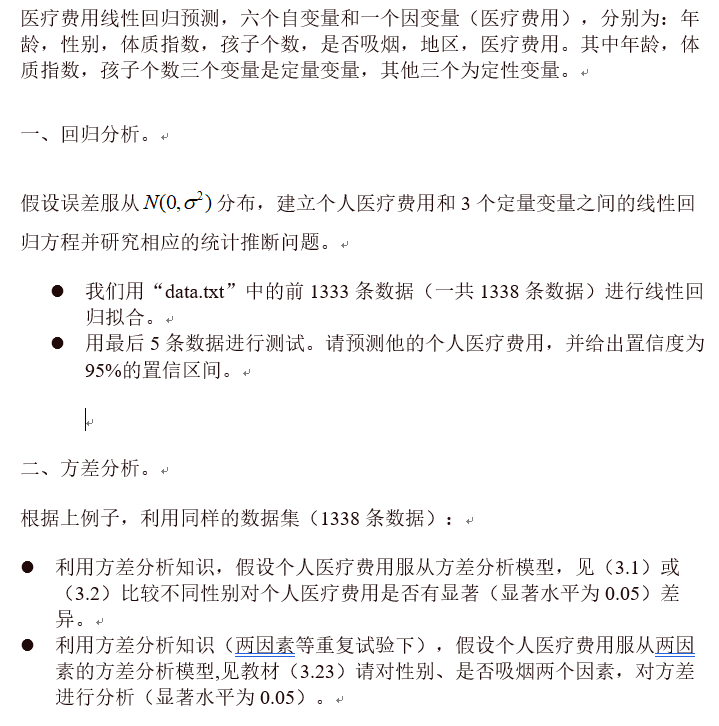 医疗费用线性回归预测，六个自变量和一个因变量（医疗费用），分别为：年
龄，性别，体质指数，孩子个数，是否吸烟，地区，医疗费用。其中年龄，体
质指数，孩子个数三个变量是定量变量，其他三个为定性变量。
一、回归分析。
假设误差服从 N(0,σ²) 分布，建立个人医疗费用和 3 个定量变量之间的线性回
归方程并研究相应的统计推断问题。
● 我们用“data.txt”中的前 1333 条数据（一共 1338 条数据）进行线性回
归拟合。
● 用最后 5 条数据进行测试。请预测他的个人医疗费用，并给出置信度为
95%的置信区间。
二、方差分析。
根据上例子，利用同样的数据集（1338 条数据）：
● 利用方差分析知识，假设个人医疗费用服从方差分析模型，见（3.1）或
（3.2）比较不同性别对个人医疗费用是否有显著（显著水平为 0.05）差
异。
● 利用方差分析知识（两因素等重复试验下），假设个人医疗费用服从两因
素的方差分析模型,见教材（3.23）请对性别、是否吸烟两个因素，对方差
进行分析（显著水平为 0.05）。